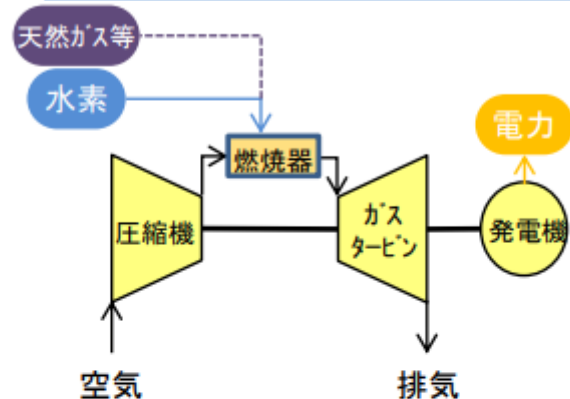 天然ガス等
水素
電力
燃焼器
圧縮機
ガス
タービン
発電機
空気
排気